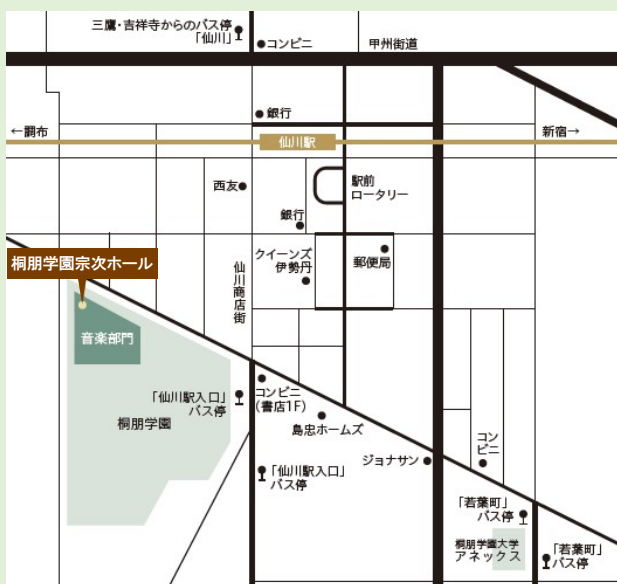 三鷹・吉祥寺からのバス停
「仙川」
コンビニ
甲州街道
銀行
←調布
仙川駅
新宿→
西友
駅前
ロータリー
銀行
クイーンズ
伊勢丹
郵便局
桐朋学園宗次ホール
仙川商店街
音楽部門
「仙川駅入口」
バス停
コンビニ
(書店1F)
桐朋学園
島忠ホームズ
コン
ビニ
ジョナサン
「仙川駅入口」
バス停
「若葉町」
バス停
桐朋学園大学
アネックス
「若葉町」
バス停